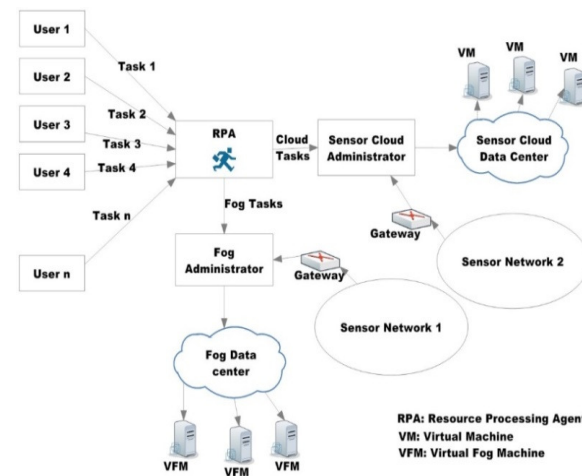 User 1
User 2
User 3
User 4
User n
Task 1
Task 2
Task 3
Task 4
Task n
RPA
Cloud
Tasks
Fog Tasks
Sensor Cloud
Administrator
VM
VM
VM
Sensor Cloud
Data Center
Gateway
Sensor Network 2
Fog
Administrator
Gateway
Sensor Network 1
Fog Data
center
VFM
VFM
VFM
RPA: Resource Processing Agent
VM: Virtual Machine
VFM: Virtual Fog Machine